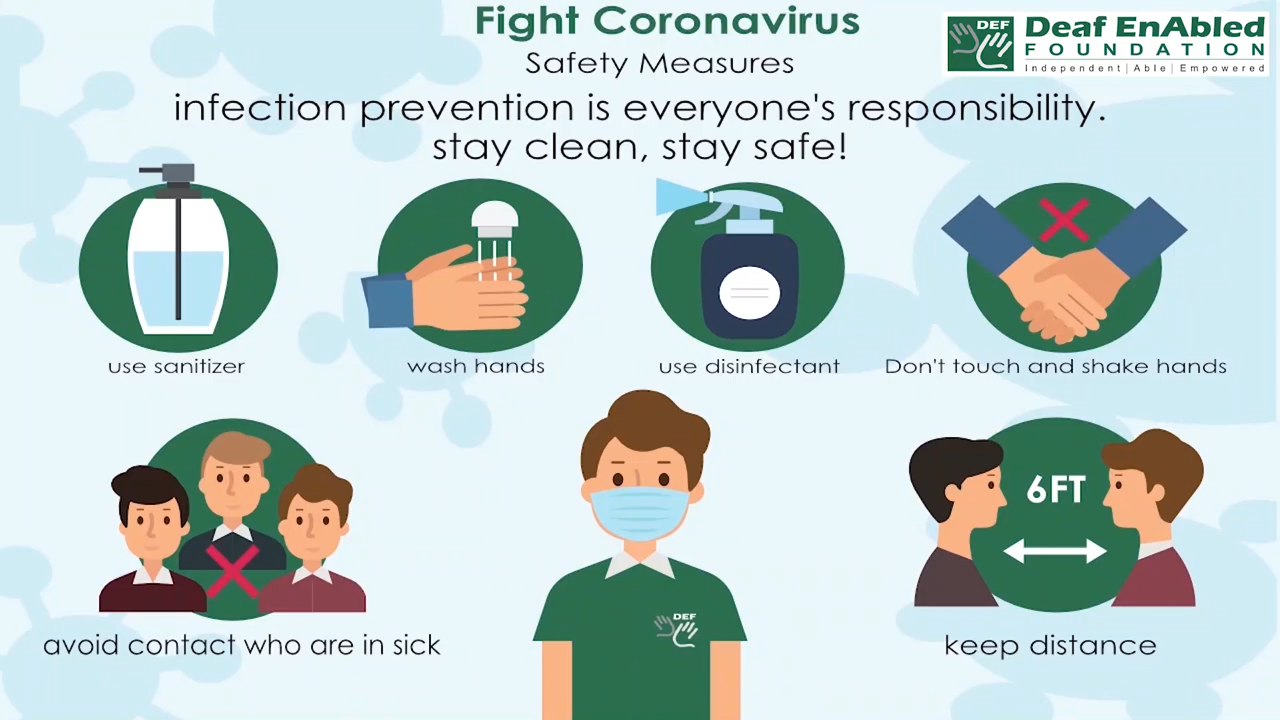 Fight Coronavirus
Safety Measures
DEF
Deaf EnAbled
FOUNDATION
Independent | Able | Empowered
infection prevention is everyone's responsibility.
stay clean, stay safe!
use sanitizer
wash hands
use disinfectant
Don't touch and shake hands
6FT
DEF
avoid contact who are in sick
keep distance